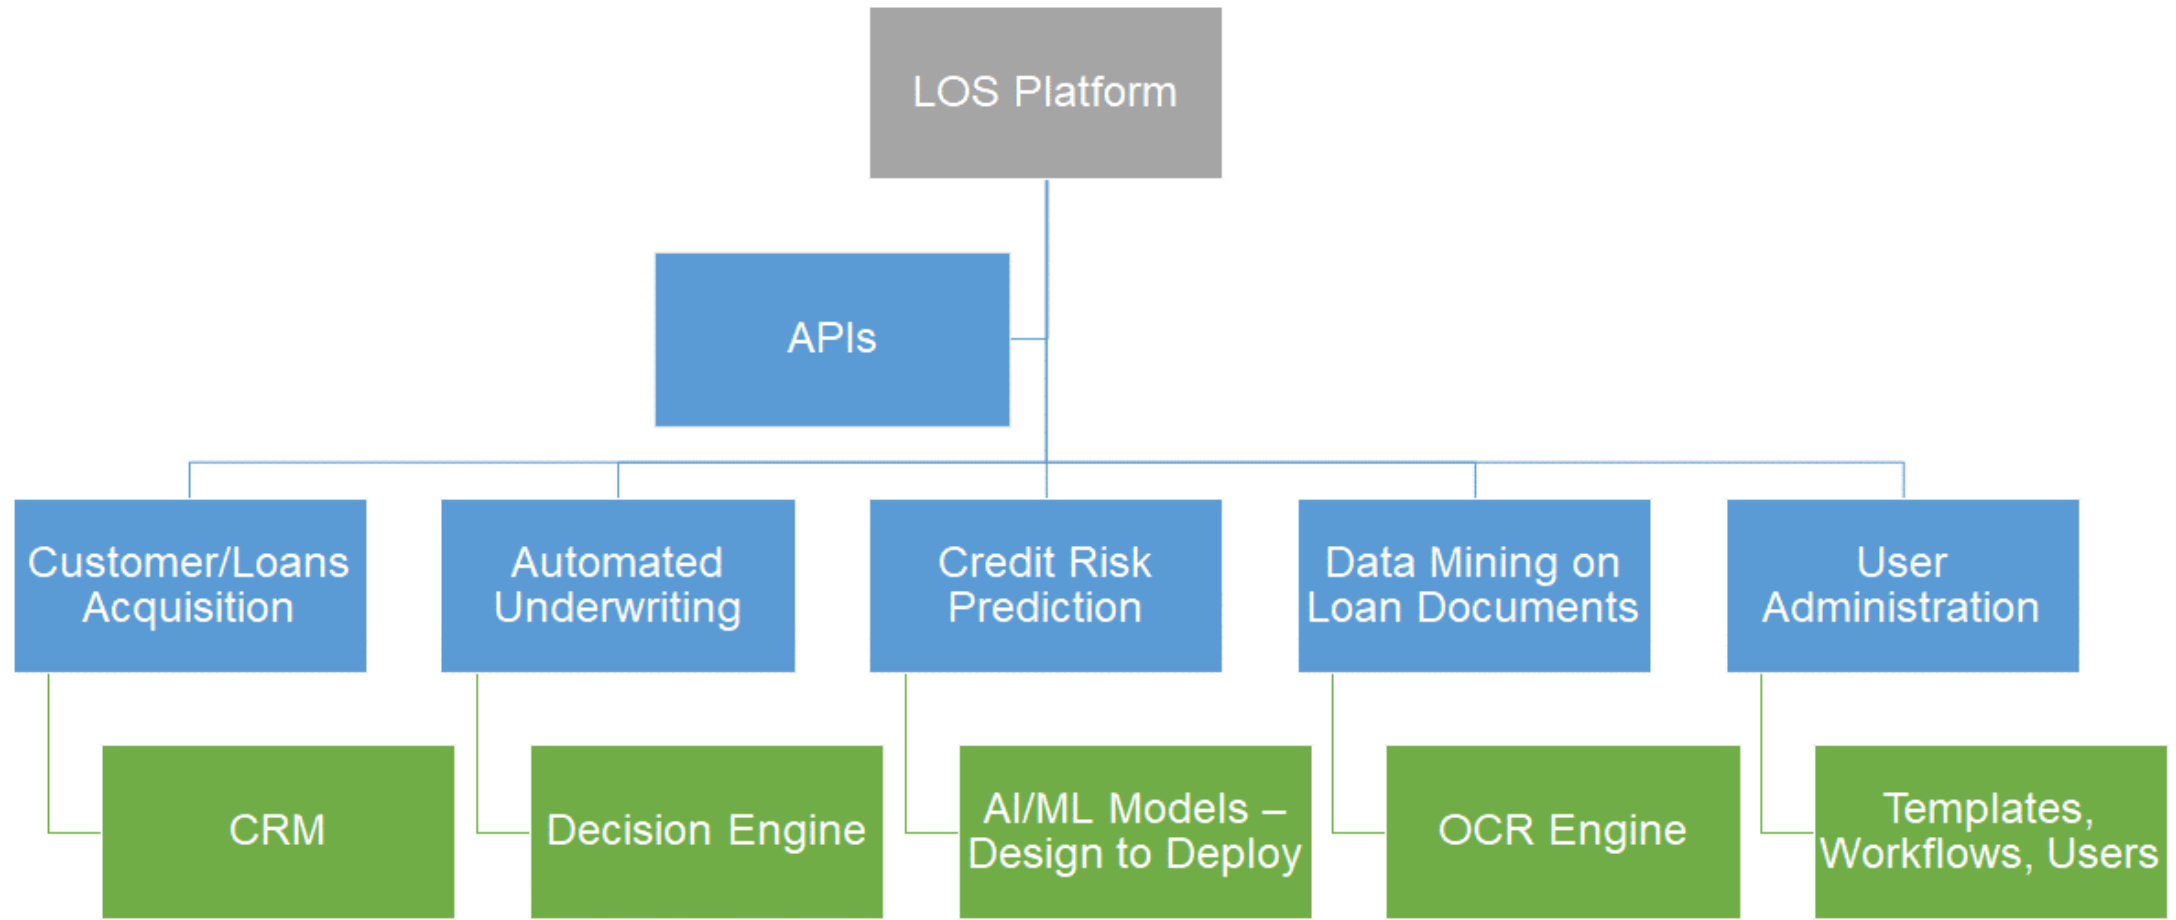 LOS Platform
APIs
Customer/Loans
Acquisition
Automated
Underwriting
Credit Risk
Prediction
Data Mining on
Loan Documents
User
Administration
CRM
Decision Engine
AI/ML Models –
Design to Deploy
OCR Engine
Templates,
Workflows, Users